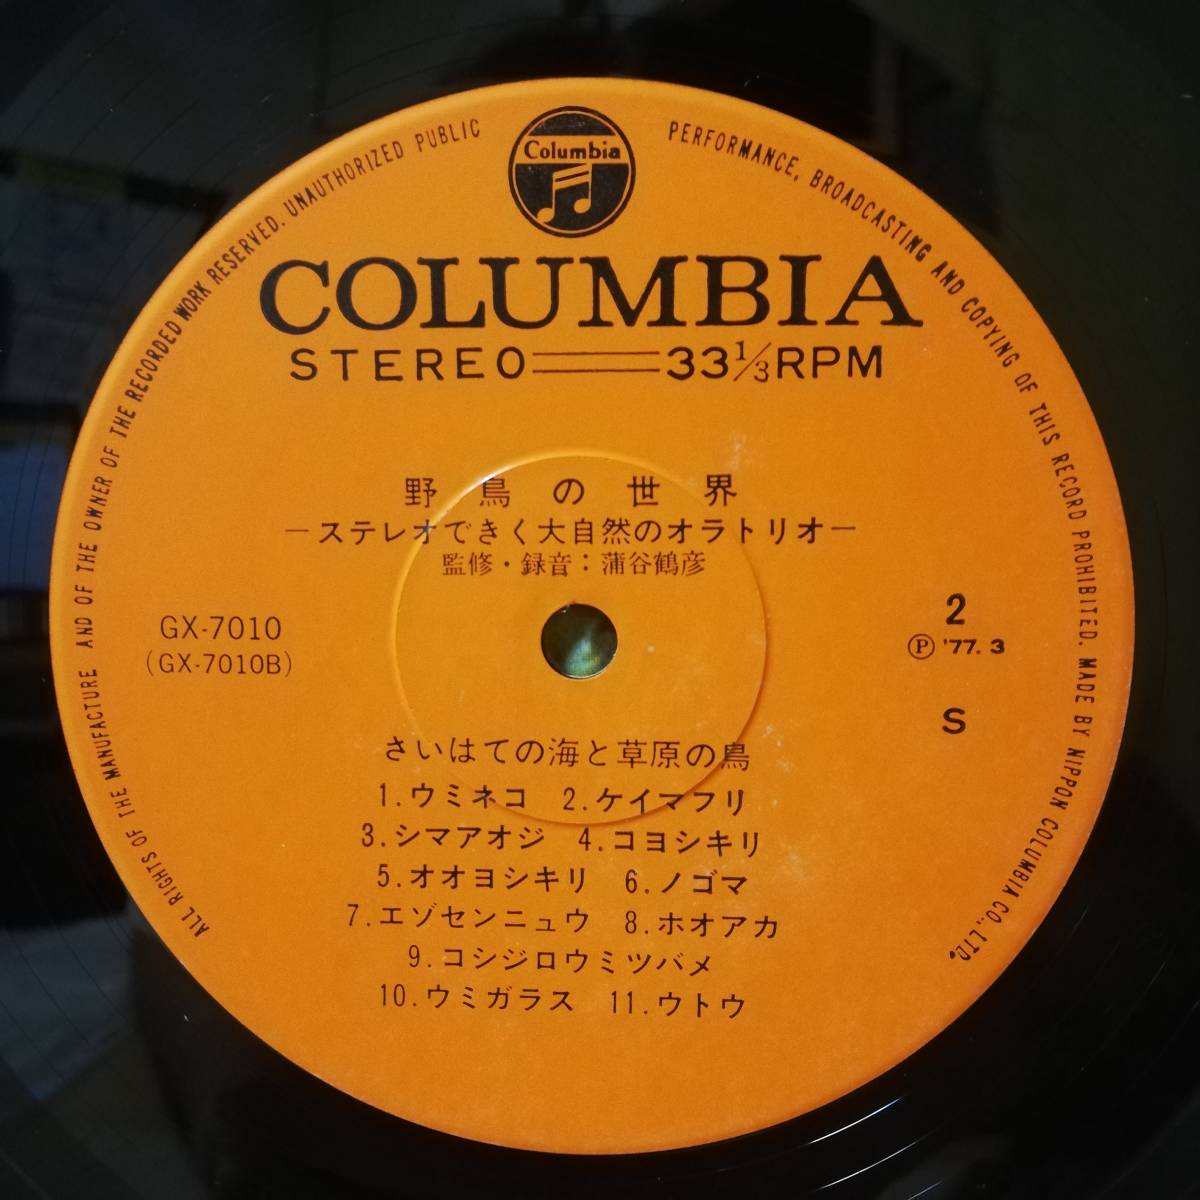 Columbia
COLUMBIA
STEREO 33 1/3 RPM
野鳥の世界
―ステレオできく大自然のオラトリオ―
監修・録音：蒲谷鶴彦
GX-7010
(GX-7010B)
2
Ⓟ '77. 3
S
さいはての海と草原の鳥
1. ウミネコ 2. ケイマフリ
3. シマアオジ 4. コヨシキリ
5. オオヨシキリ 6. ノゴマ
7. エゾセンニュウ 8. ホオアカ
9. コシジロウミツバメ
10. ウミガラス 11. ウトウ
ALL RIGHTS OF THE MANUFACTURE AND OF THE OWNER OF THE RECORDED WORK RESERVED. UNAUTHORIZED PUBLIC PERFORMANCE, BROADCASTING AND COPYING OF THIS RECORD PROHIBITED. MADE BY NIPPON COLUMBIA CO., LTD.